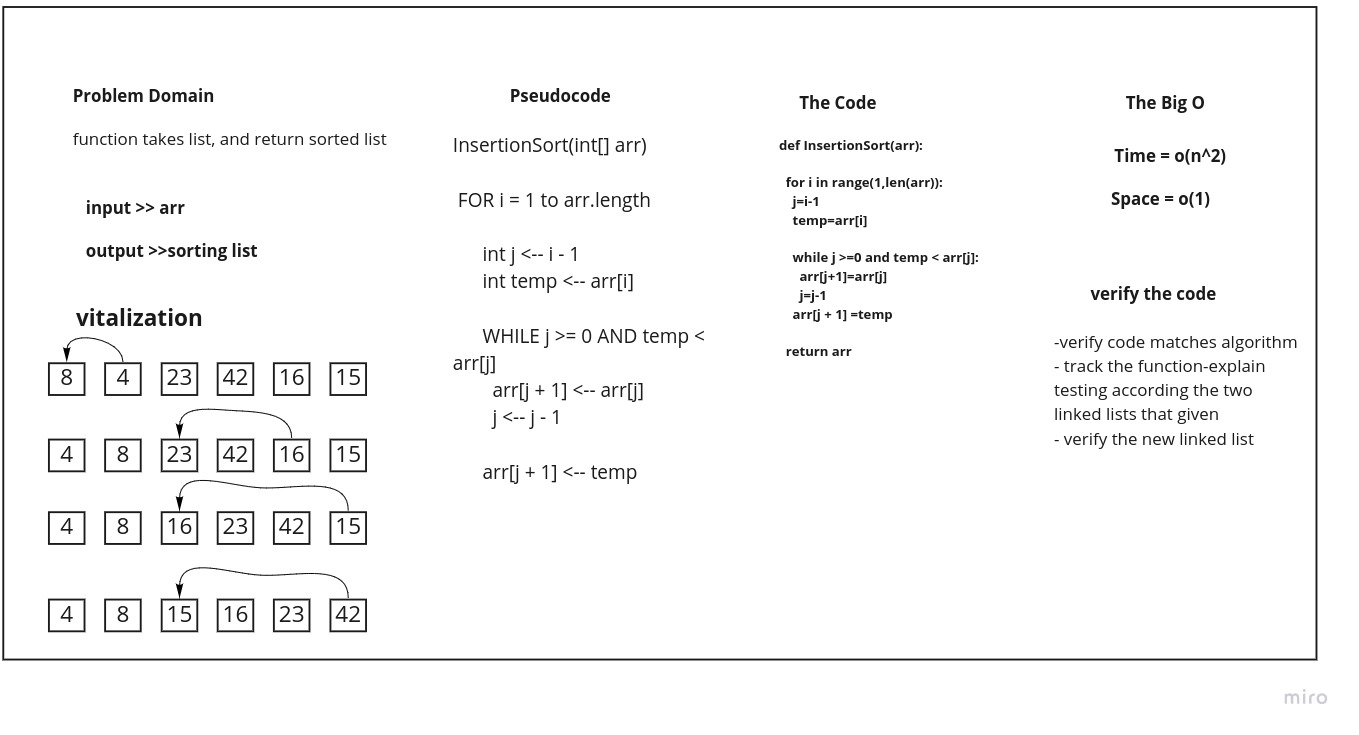 Problem Domain
function takes list, and return sorted list
input >> arr
output >>sorting list
vitalization
8 4 23 42 16 15
4 8 23 42 16 15
4 8 16 23 42 15
4 8 15 16 23 42
Pseudocode
InsertionSort(int[] arr)
FOR i = 1 to arr.length
int j <-- i - 1
int temp <-- arr[i]
WHILE j >= 0 AND temp <
arr[j]
arr[j + 1] <-- arr[j]
j <-- j - 1
arr[j + 1] <-- temp
The Code
def InsertionSort(arr):
for i in range(1,len(arr)):
j=i-1
temp=arr[i]
while j >=0 and temp < arr[j]:
arr[j+1]=arr[j]
j=j-1
arr[j + 1] =temp
return arr
The Big O
Time = o(n^2)
Space = o(1)
verify the code
-verify code matches algorithm
- track the function-explain
testing according the two
linked lists that given
- verify the new linked list
miro